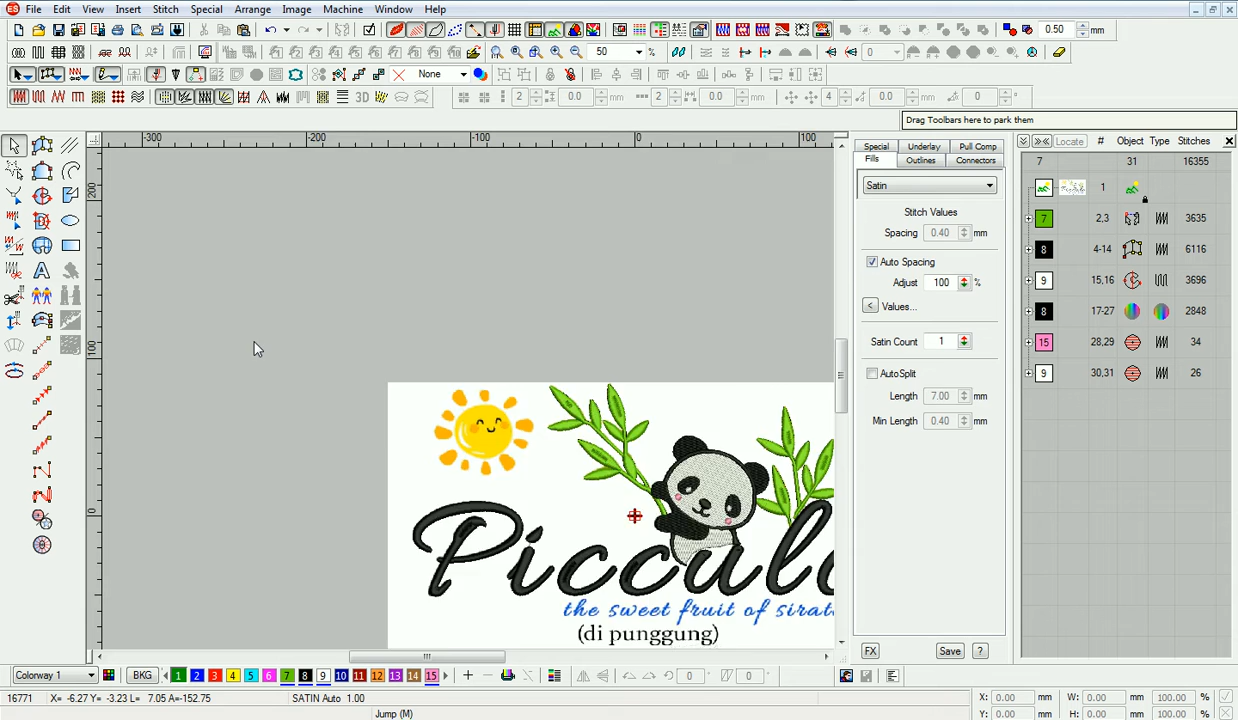 File Edit View Insert Stitch Special Arrange Image Machine Window Help
0.50 mm
50 %
0
None
2 0.0 mm 2 0.0 mm 4 0.0 mm 0 °
3D
Drag Toolbars here to park them
-300 -200 -100 0 100
200
100
0
Special Underlay Pull Comp
Fills Outlines Connectors
Satin
Stitch Values
Spacing 0.40 mm
Auto Spacing
Adjust 100 %
< Values...
Satin Count 1
AutoSplit
Length 7.00 mm
Min Length 0.40 mm
FX Save ?
Locate # Object Type Stitches
7 31 16355
1
7 2,3 3635
8 4-14 6116
9 15,16 3696
8 17-27 2848
15 28,29 34
9 30,31 26
Piccul
the sweet fruit of sirat
(di punggung)
Colorway 1 BKG 1 2 3 4 5 6 7 8 9 10 11 12 13 14 15 0 0
16771 X= -6.27 Y= -3.23 L= 7.05 A=-152.75 SATIN Auto 1.00
Jump (M)
X: 0.00 mm W: 0.00 mm 100.00 %
Y: 0.00 mm H: 0.00 mm 100.00 %